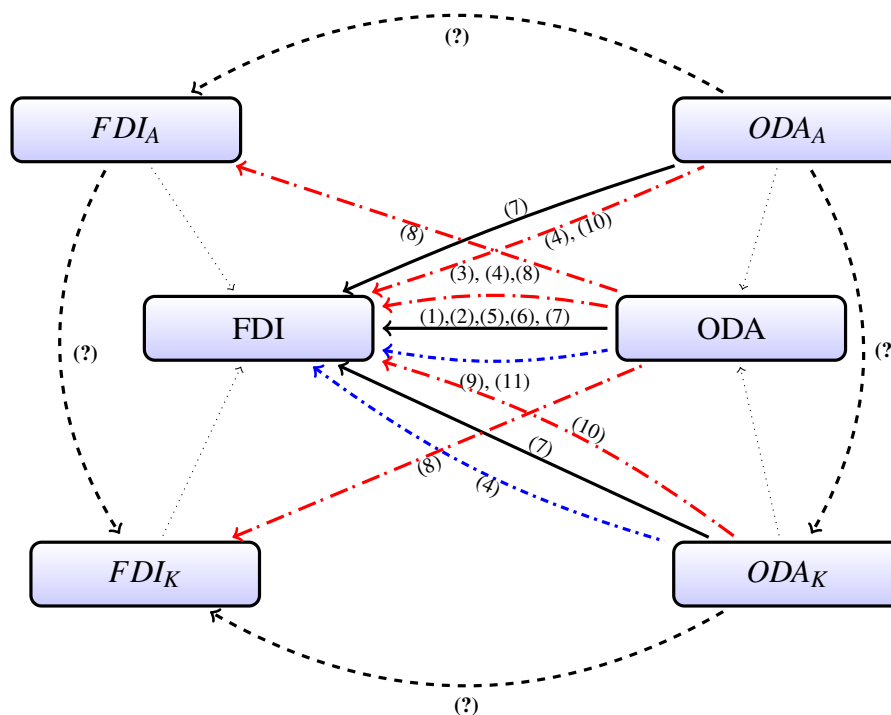 (?)
FDI_A
ODA_A
(7)
(8)
(4), (10)
(3), (4),(8)
FDI
(1),(2),(5),(6), (7)
ODA
(?)
(?)
(9), (11)
(10)
(7)
(8)
(4)
FDI_K
ODA_K
(?)